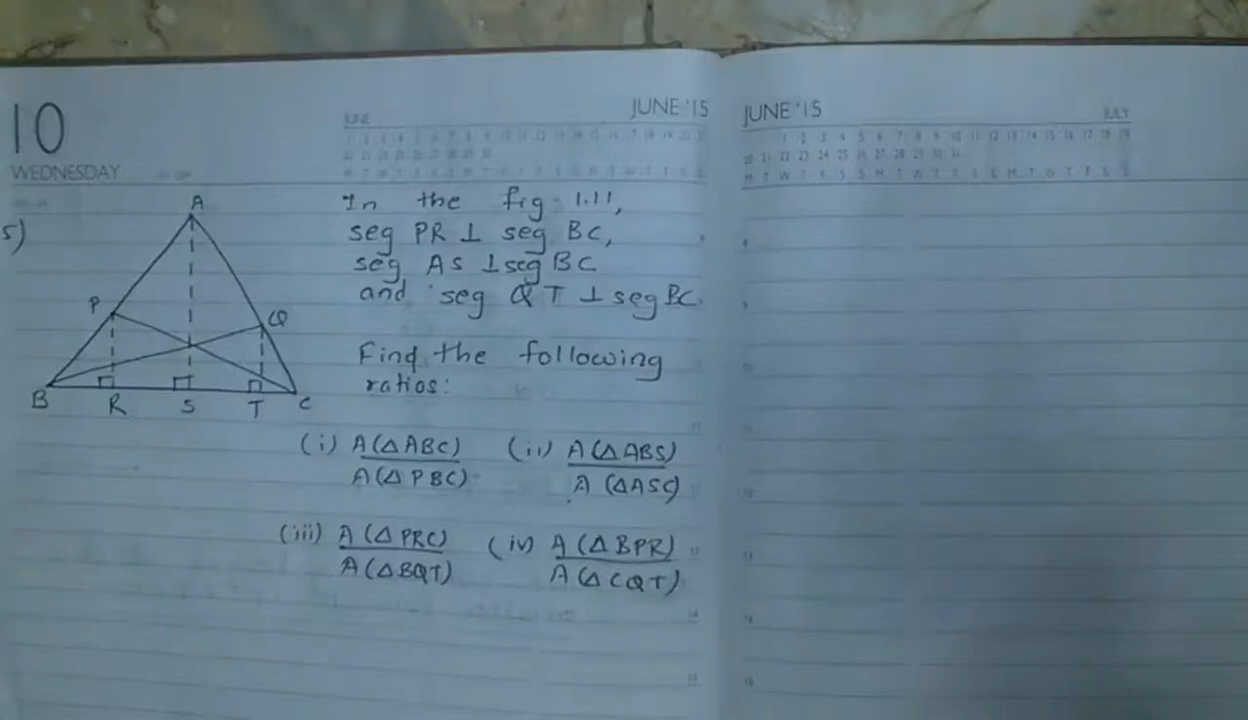 10
WEDNESDAY
JUNE
JUNE '15
5)
A
P
Q
B
R
S
T
C
In the fig 1.11,
seg PR ⊥ seg BC,
seg AS ⊥ seg BC
and seg QT ⊥ seg BC.
Find the following
ratios:
(i) A(△ABC) (ii) A(△ABS)
A(△PBC) A(△ASC)
(iii) A(△PRC) (iv) A(△BPR)
A(△BQT) A(△CQT)
JUNE '15
JULY